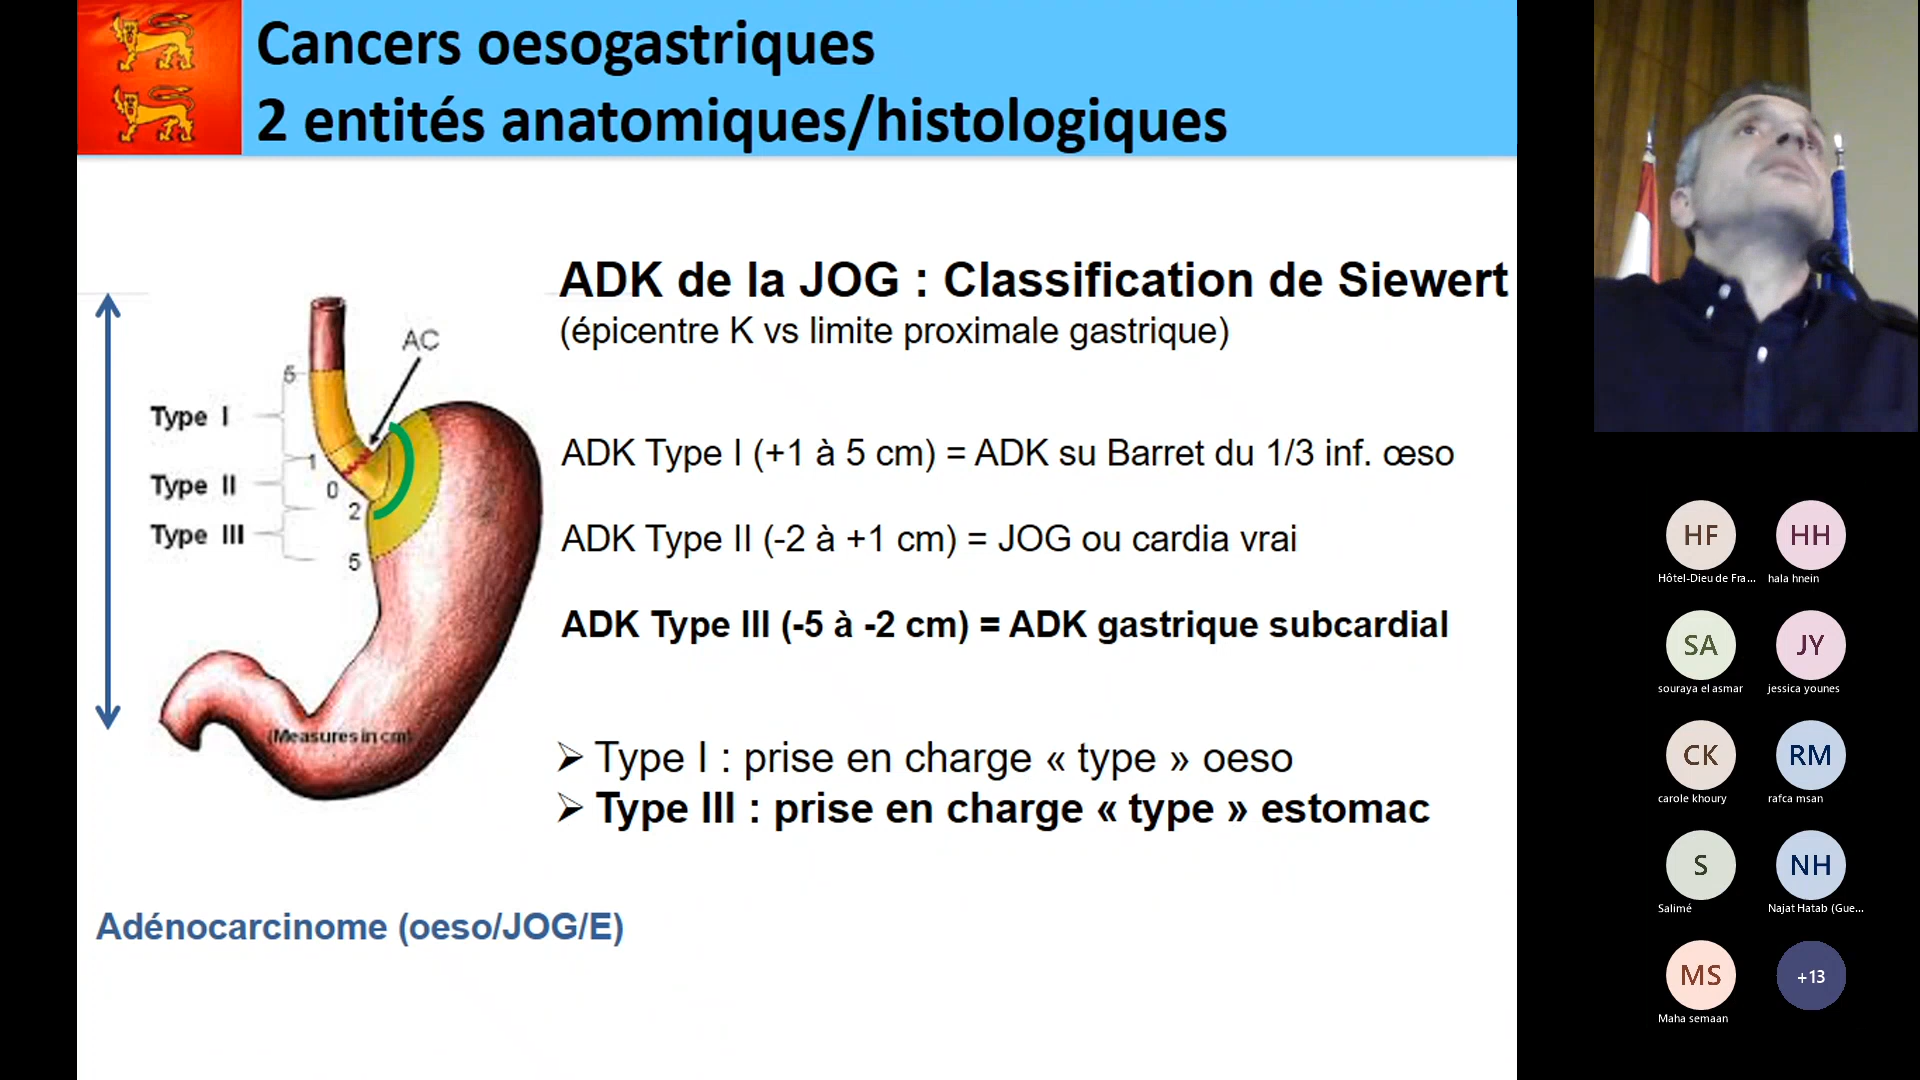 Cancers oesogastriques
2 entités anatomiques/histologiques
ADK de la JOG : Classification de Siewert
(épicentre K vs limite proximale gastrique)
AC
5
Type I
1
Type II
0
2
Type III
5
(Measures in cm)
ADK Type I (+1 à 5 cm) = ADK su Barret du 1/3 inf. œso
ADK Type II (-2 à +1 cm) = JOG ou cardia vrai
ADK Type III (-5 à -2 cm) = ADK gastrique subcardial
➢ Type I : prise en charge « type » oeso
➢ Type III : prise en charge « type » estomac
Adénocarcinome (oeso/JOG/E)
HF
Hôtel-Dieu de Fra...
HH
hala hnein
SA
souraya el asmar
JY
jessica younes
CK
carole khoury
RM
rafca msan
S
Salimé
NH
Najat Hatab (Gue...
MS
Maha semaan
+13